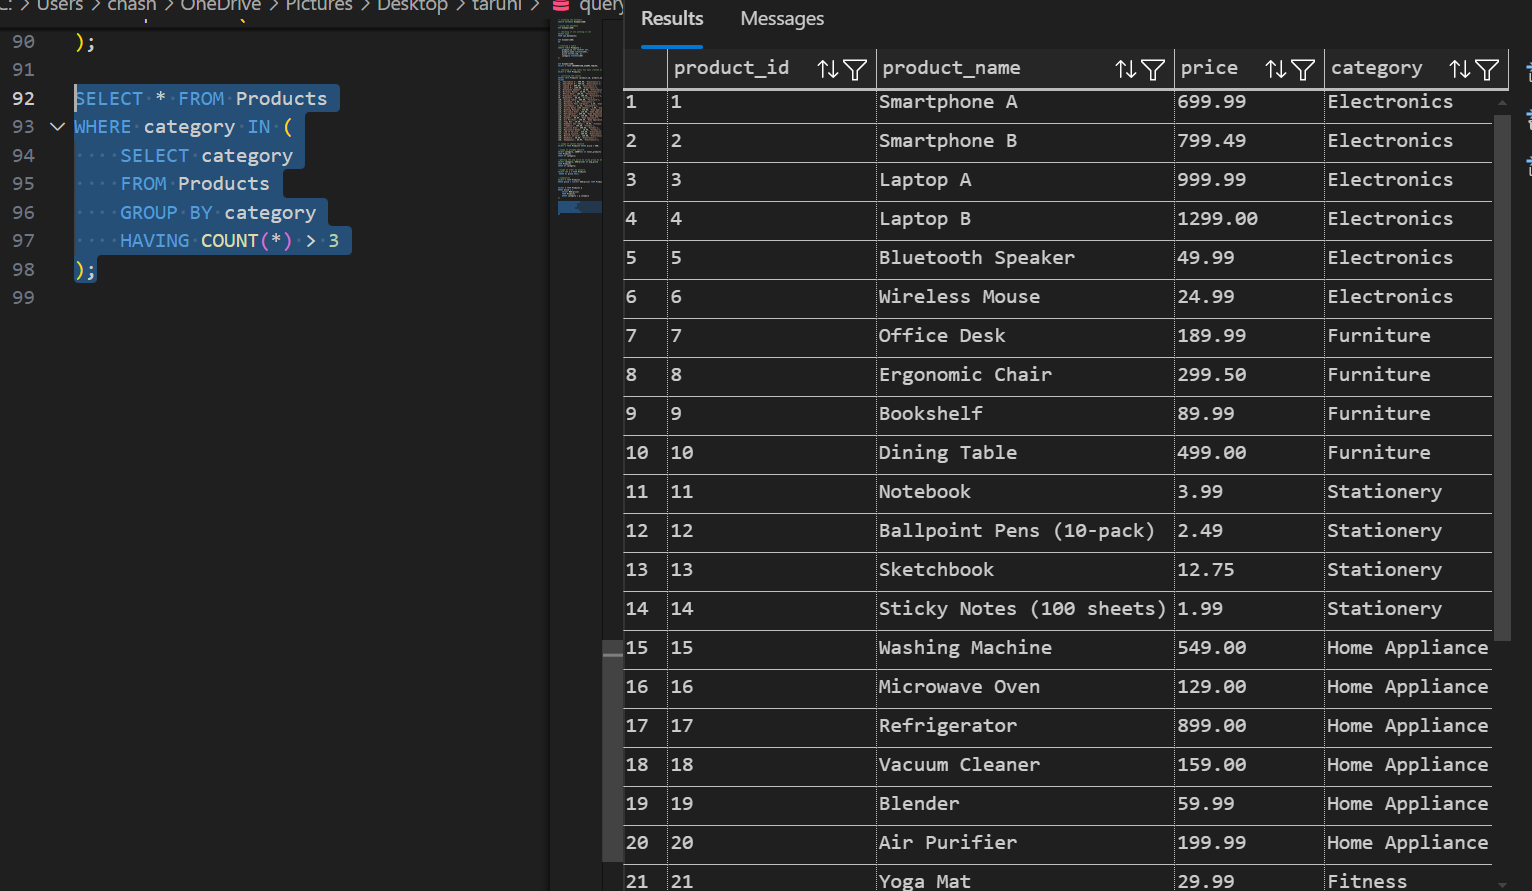 C: > Users > chash > OneDrive > Pictures > Desktop > taruni > query
90 );
91
92 SELECT * FROM Products
93 WHERE category IN (
94 ····SELECT category
95 ····FROM Products
96 ····GROUP BY category
97 ····HAVING COUNT(*) > 3
98 );
99
Results Messages
product_id product_name price category
1 1 Smartphone A 699.99 Electronics
2 2 Smartphone B 799.49 Electronics
3 3 Laptop A 999.99 Electronics
4 4 Laptop B 1299.00 Electronics
5 5 Bluetooth Speaker 49.99 Electronics
6 6 Wireless Mouse 24.99 Electronics
7 7 Office Desk 189.99 Furniture
8 8 Ergonomic Chair 299.50 Furniture
9 9 Bookshelf 89.99 Furniture
10 10 Dining Table 499.00 Furniture
11 11 Notebook 3.99 Stationery
12 12 Ballpoint Pens (10-pack) 2.49 Stationery
13 13 Sketchbook 12.75 Stationery
14 14 Sticky Notes (100 sheets) 1.99 Stationery
15 15 Washing Machine 549.00 Home Appliance
16 16 Microwave Oven 129.00 Home Appliance
17 17 Refrigerator 899.00 Home Appliance
18 18 Vacuum Cleaner 159.00 Home Appliance
19 19 Blender 59.99 Home Appliance
20 20 Air Purifier 199.99 Home Appliance
21 21 Yoga Mat 29.99 Fitness